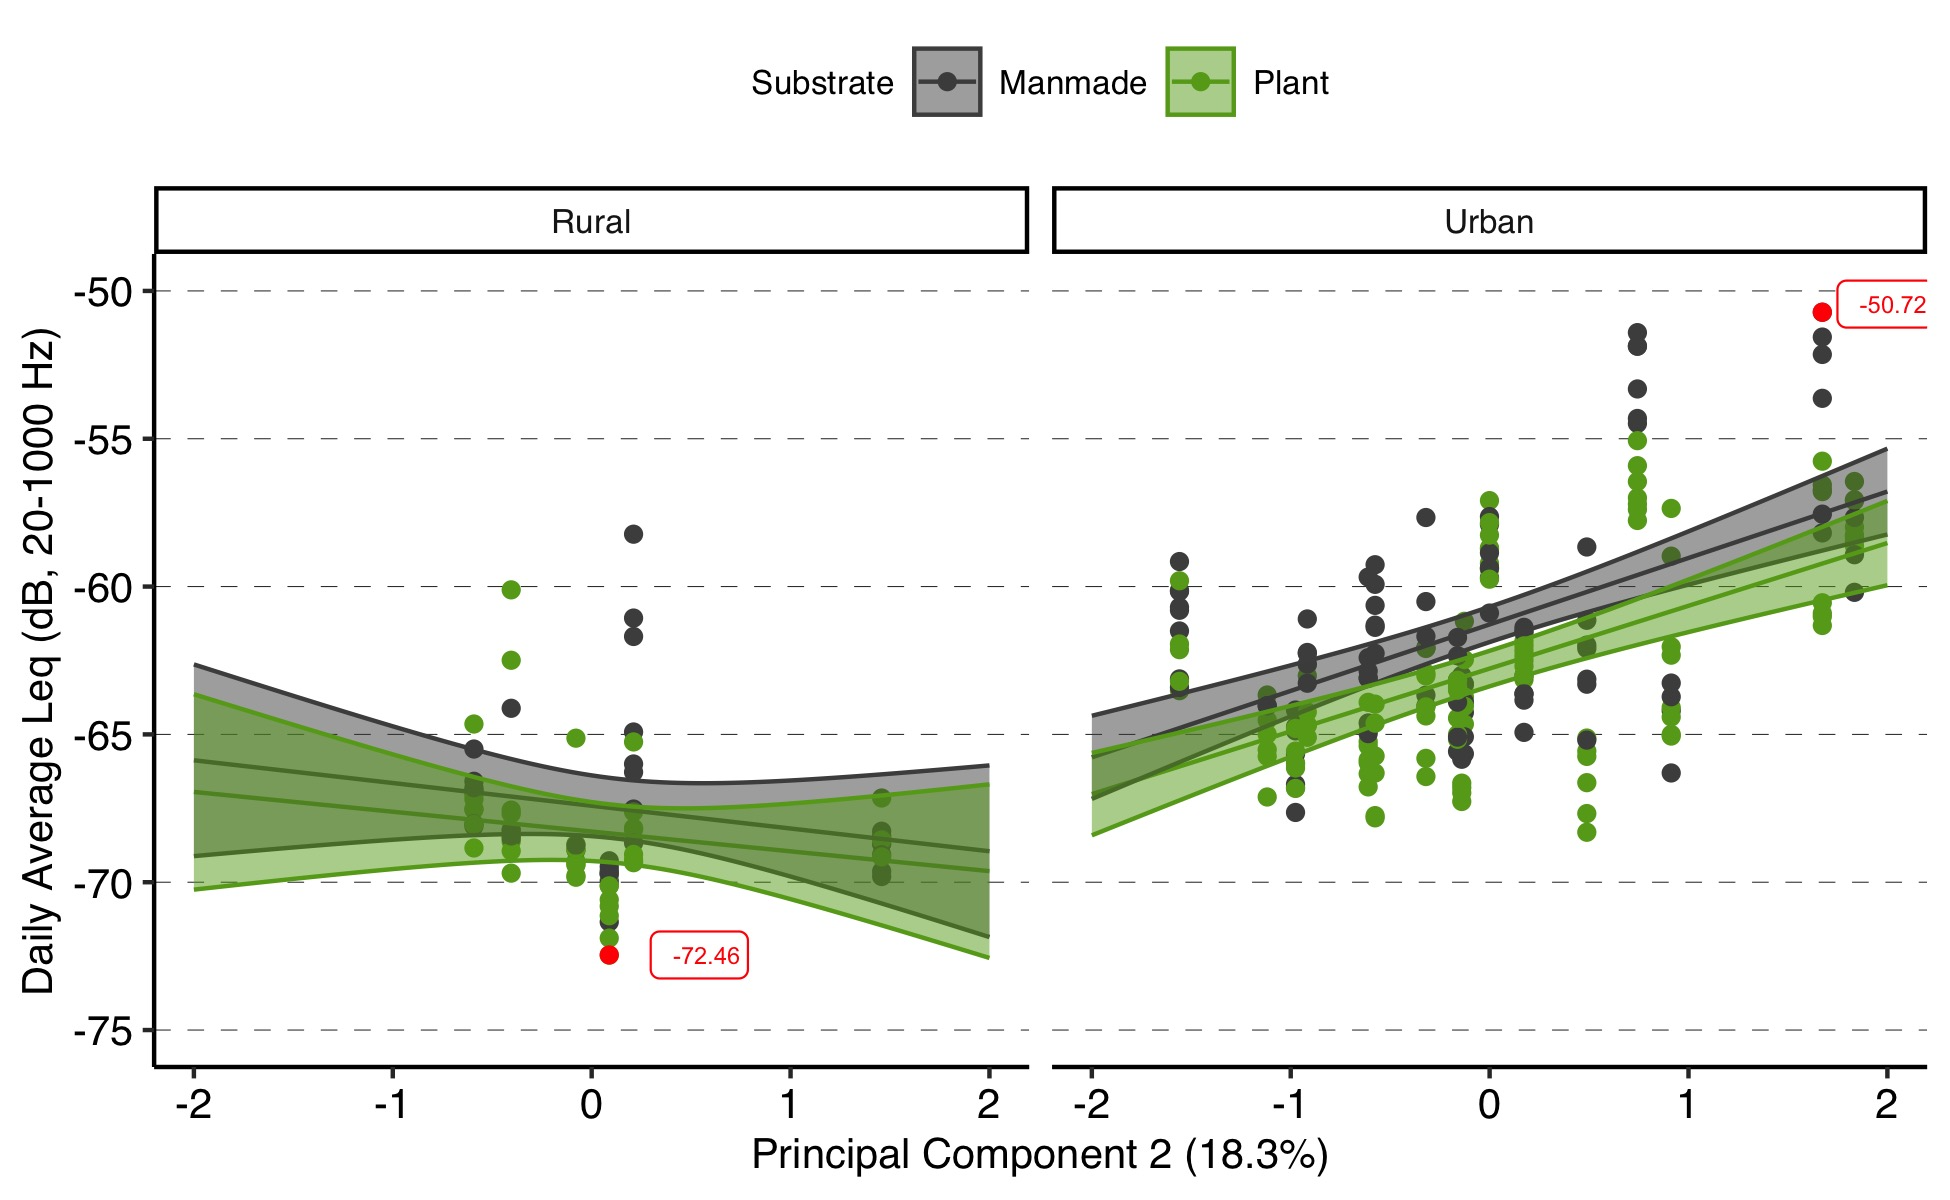 Substrate Manmade Plant
Rural Urban
-50
-50.72
-55
-60
-65
-70
-72.46
-75
Daily Average Leq (dB, 20-1000 Hz)
-2 -1 0 1 2 -2 -1 0 1 2
Principal Component 2 (18.3%)